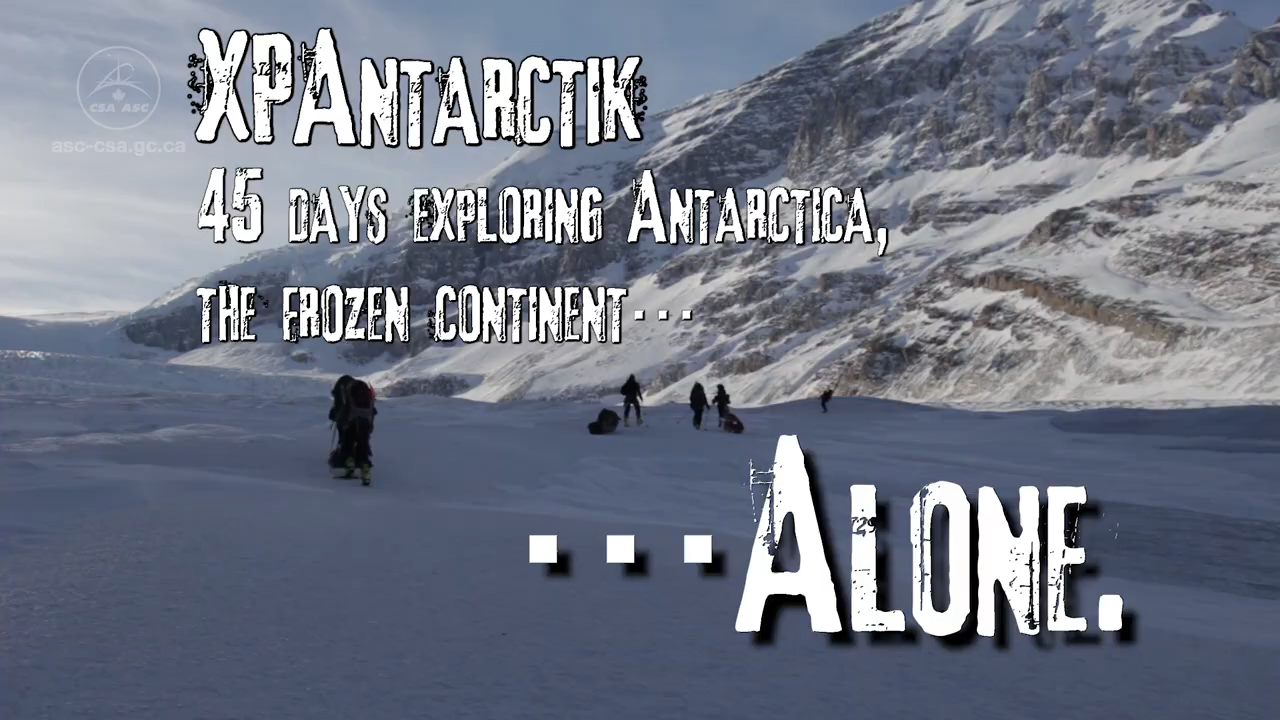 XPAntarctik
45 days exploring Antarctica,
the frozen continent...
...Alone.
CSA ASC
asc-csa.gc.ca